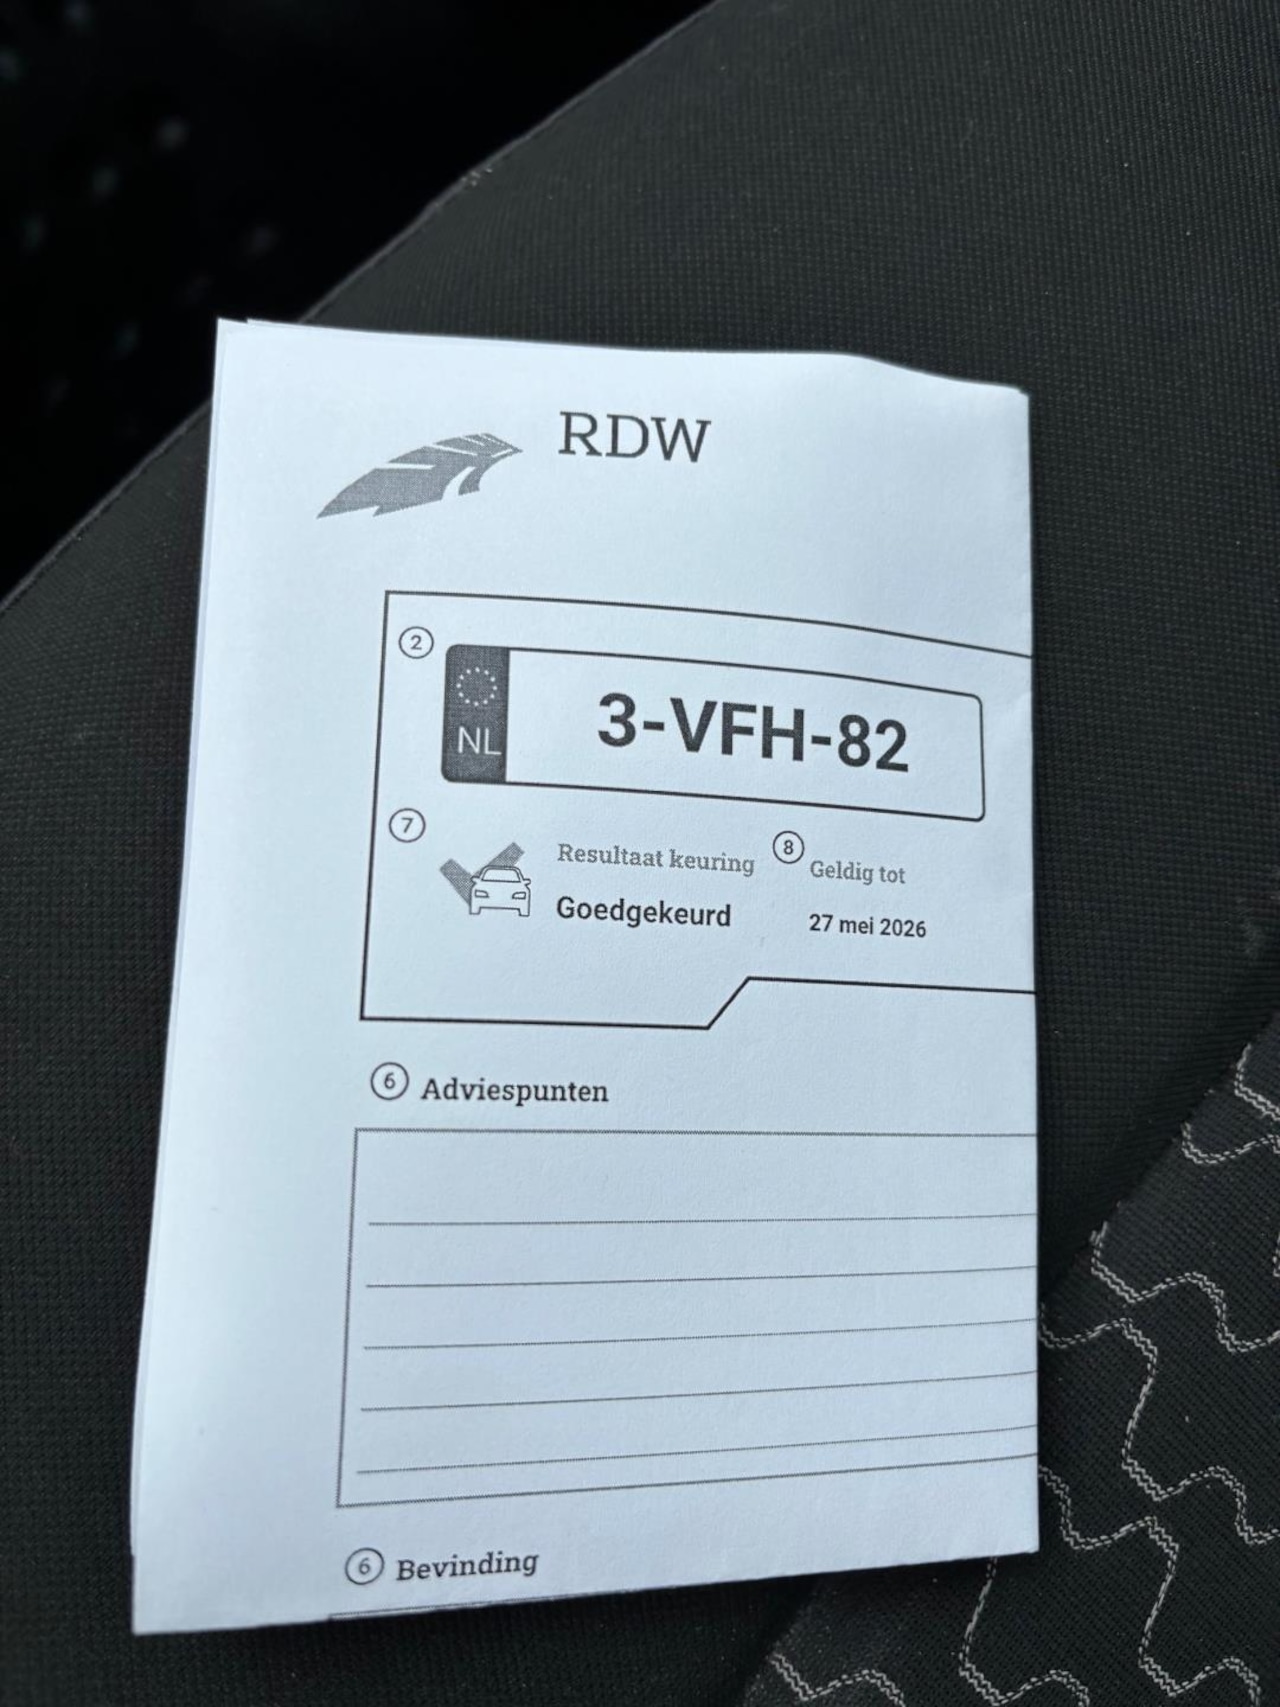 RDW
2
NL 3-VFH-82
7 Resultaat keuring 8 Geldig tot
Goedgekeurd 27 mei 2026
6 Adviespunten
6 Bevinding